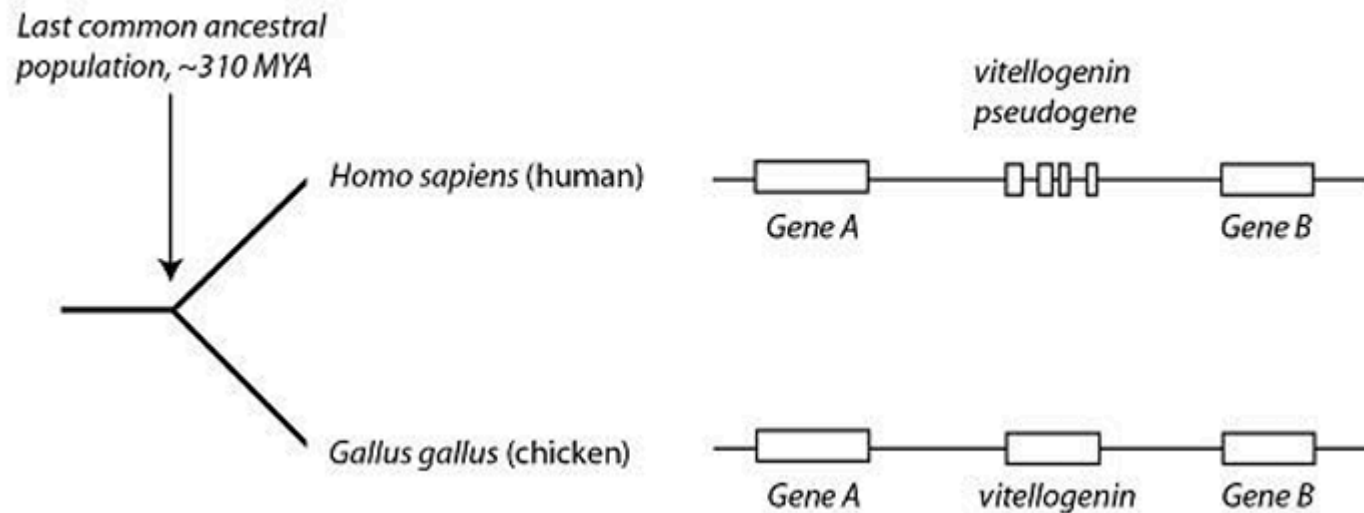 Last common ancestral
population, ~310 MYA
vitellogenin
pseudogene
Homo sapiens (human)
Gene A
Gene B
Gallus gallus (chicken)
Gene A
vitellogenin
Gene B